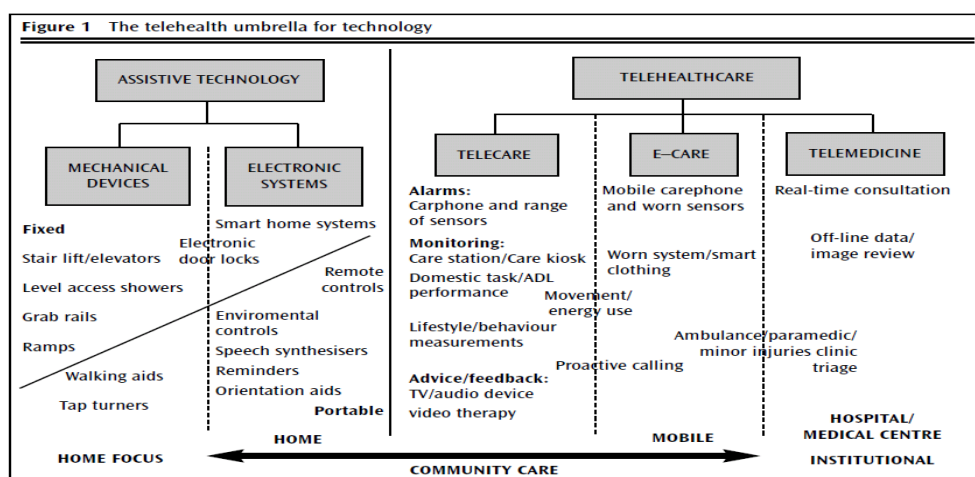 Figure 1 The telehealth umbrella for technology
ASSISTIVE TECHNOLOGY
TELEHEALTHCARE
MECHANICAL
DEVICES
ELECTRONIC
SYSTEMS
TELECARE
E–CARE
TELEMEDICINE
Fixed
Stair lift/elevators
Level access showers
Grab rails
Ramps
Walking aids
Tap turners
Smart home systems
Electronic
door locks
Remote
controls
Enviromental
controls
Speech synthesisers
Reminders
Orientation aids
Portable
Alarms:
Carphone and range
of sensors
Monitoring:
Care station/Care kiosk
Domestic task/ADL
performance
Movement/
energy use
Lifestyle/behaviour
measurements
Proactive calling
Advice/feedback:
TV/audio device
video therapy
Mobile carephone
and worn sensors
Worn system/smart
clothing
Real-time consultation
Off-line data/
image review
Ambulance/paramedic/
minor injuries clinic
triage
HOME
MOBILE
HOSPITAL/
MEDICAL CENTRE
HOME FOCUS
COMMUNITY CARE
INSTITUTIONAL